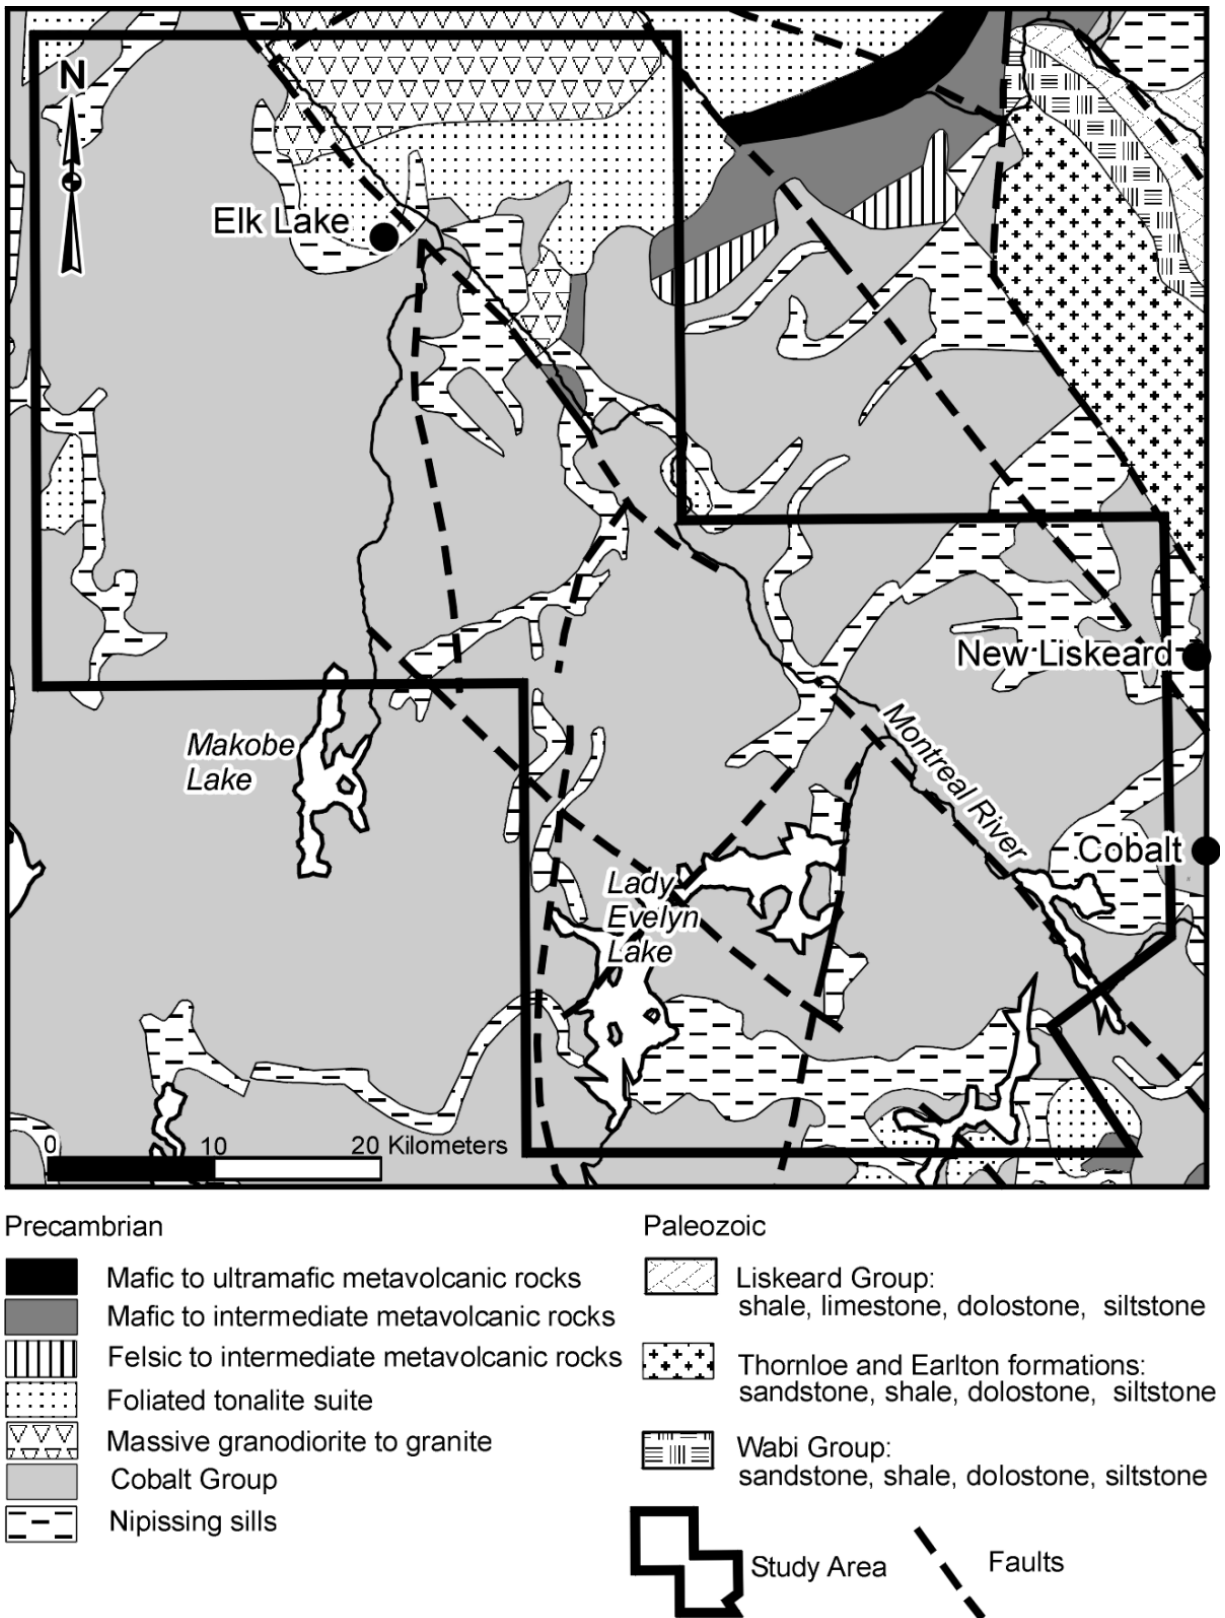 N
Elk Lake
New Liskeard
Makobe
Lake
Montreal River
Cobalt
Lady
Evelyn
Lake
0 10 20 Kilometers
Precambrian
Mafic to ultramafic metavolcanic rocks
Mafic to intermediate metavolcanic rocks
Felsic to intermediate metavolcanic rocks
Foliated tonalite suite
Massive granodiorite to granite
Cobalt Group
Nipissing sills
Paleozoic
Liskeard Group:
shale, limestone, dolostone, siltstone
Thornloe and Earlton formations:
sandstone, shale, dolostone, siltstone
Wabi Group:
sandstone, shale, dolostone, siltstone
Study Area
Faults